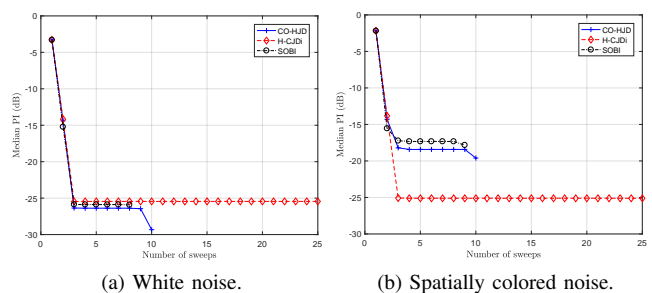 0
-5
-10
-15
-20
-25
-30
Median PI (dB)
0
5
10
15
20
25
Number of sweeps
CO-HJD
H-CJDi
SOBI
(a) White noise.
0
-5
-10
-15
-20
-25
-30
Median PI (dB)
0
5
10
15
20
25
Number of sweeps
CO-HJD
H-CJDi
SOBI
(b) Spatially colored noise.